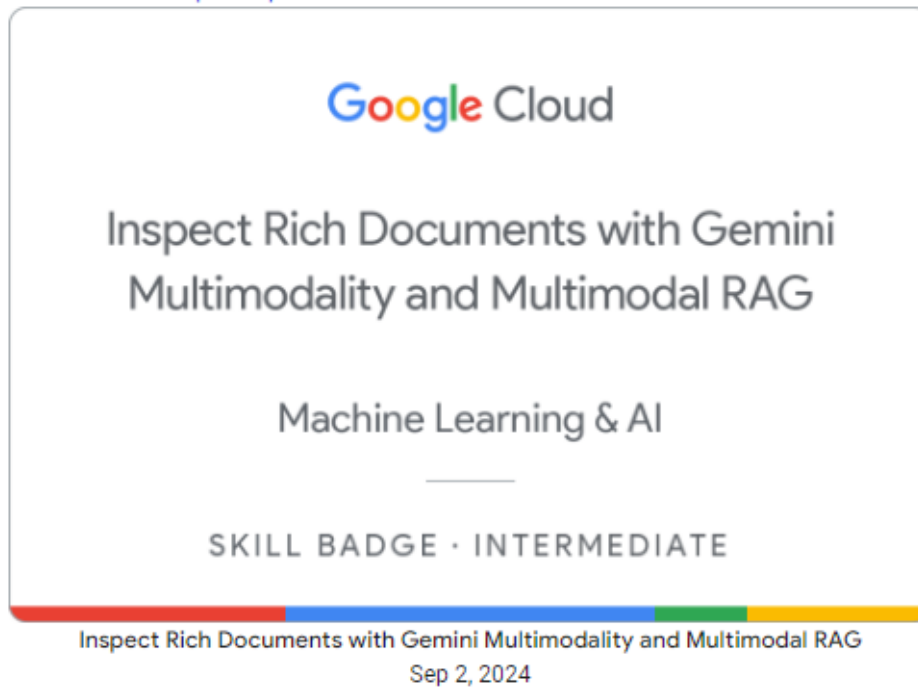 Google Cloud
Inspect Rich Documents with Gemini
Multimodality and Multimodal RAG
Machine Learning & AI
SKILL BADGE · INTERMEDIATE
Inspect Rich Documents with Gemini Multimodality and Multimodal RAG
Sep 2, 2024